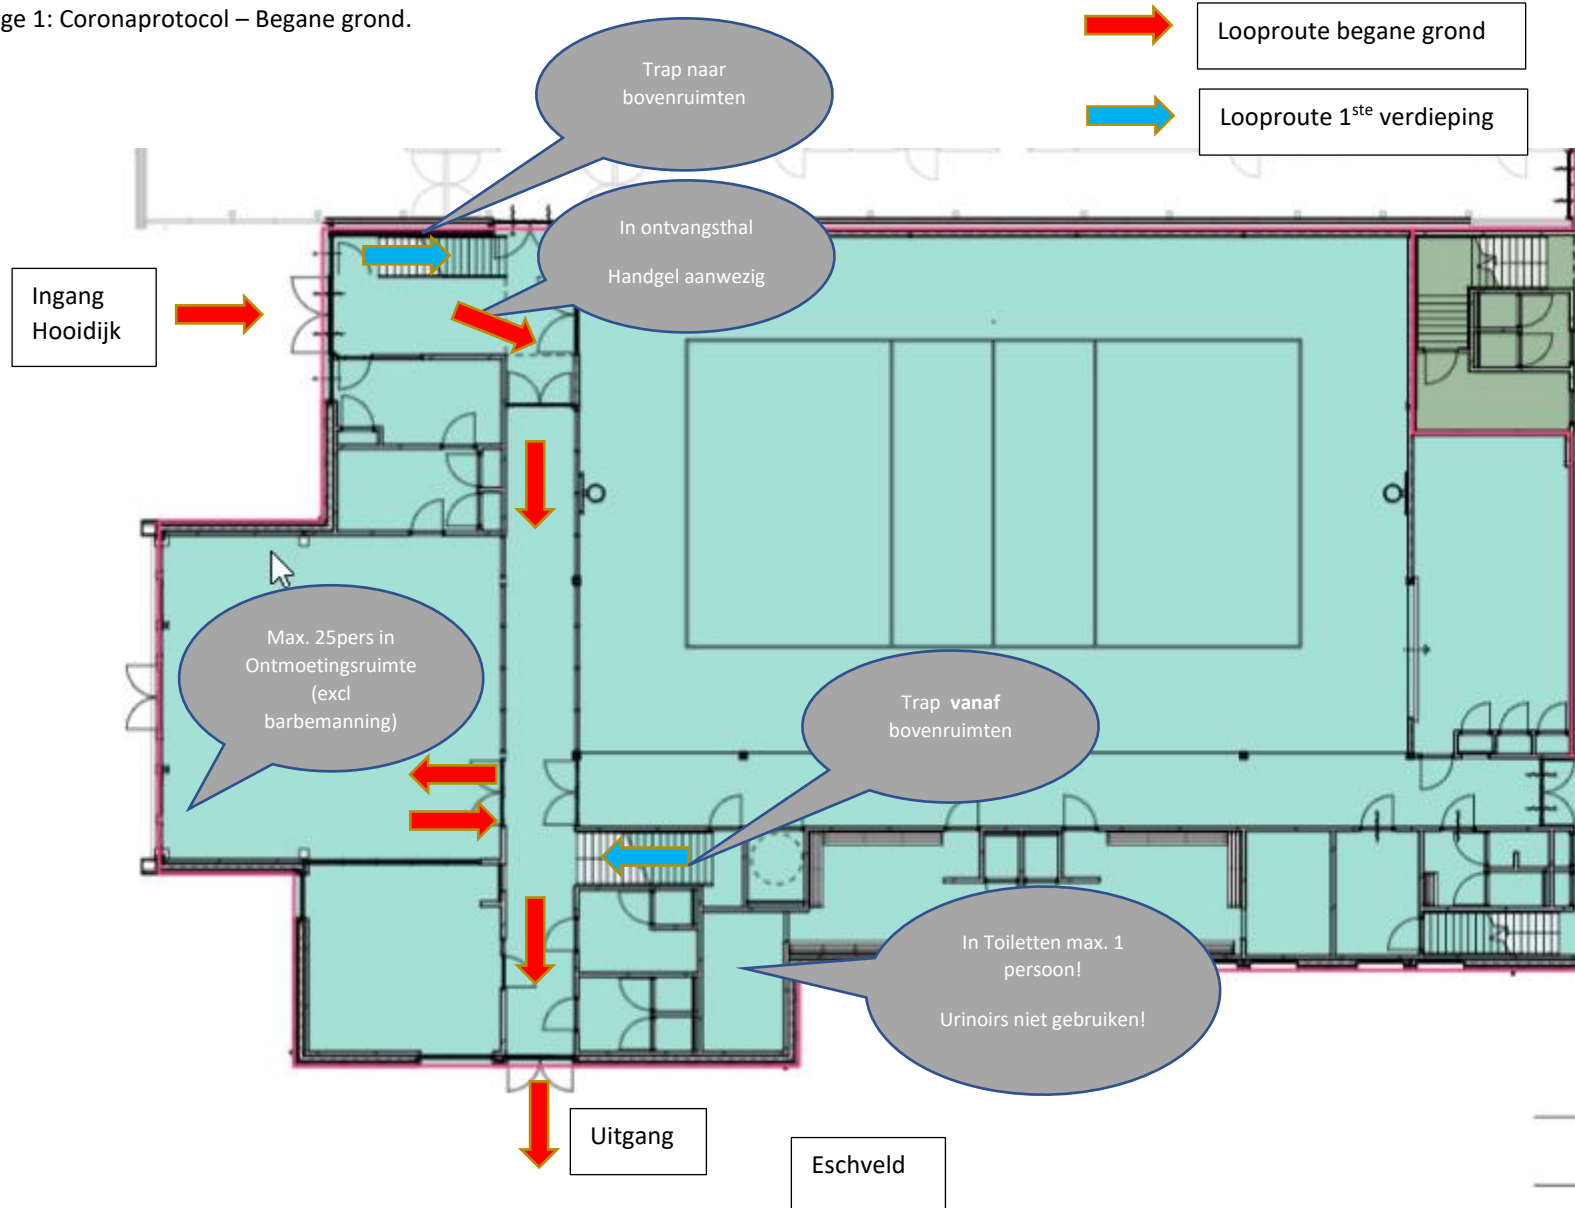 ge 1: Coronaprotocol – Begane grond.
Looproute begane grond
Looproute 1ste verdieping
Trap naar
bovenruimten
In ontvangsthal
Handgel aanwezig
Ingang
Hooidijk
Max. 25pers in
Ontmoetingsruimte
(excl
barbemanning)
Trap vanaf
bovenruimten
In Toiletten max. 1
persoon!
Urinoirs niet gebruiken!
Uitgang
Eschveld